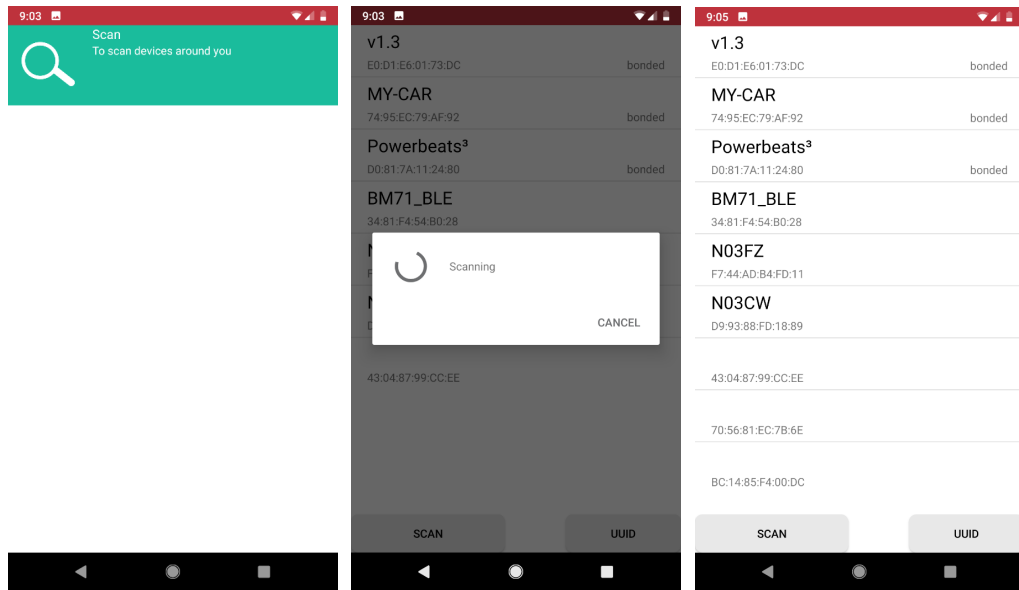 9:03
Scan
To scan devices around you
9:03
v1.3
E0:D1:E6:01:73:DC bonded
MY-CAR
74:95:EC:79:AF:92 bonded
Powerbeats³
D0:81:7A:11:24:80 bonded
BM71_BLE
34:81:F4:54:B0:28
Scanning
CANCEL
43:04:87:99:CC:EE
SCAN UUID
9:05
v1.3
E0:D1:E6:01:73:DC bonded
MY-CAR
74:95:EC:79:AF:92 bonded
Powerbeats³
D0:81:7A:11:24:80 bonded
BM71_BLE
34:81:F4:54:B0:28
N03FZ
F7:44:AD:B4:FD:11
N03CW
D9:93:88:FD:18:89
43:04:87:99:CC:EE
70:56:81:EC:7B:6E
BC:14:85:F4:00:DC
SCAN UUID